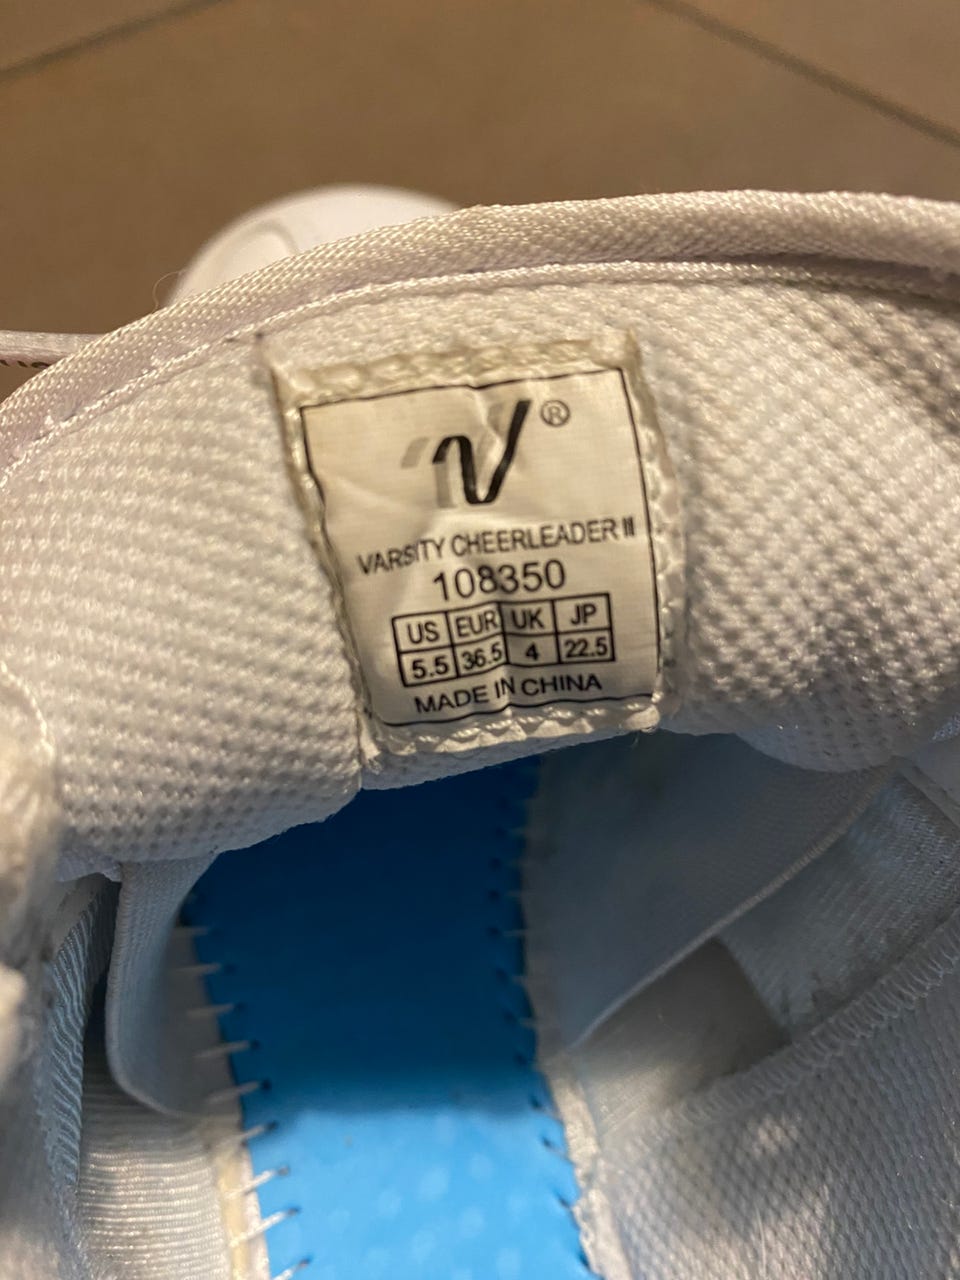 V®
VARSITY CHEERLEADER III
108350
US EUR UK JP
5.5 36.5 4 22.5
MADE IN CHINA